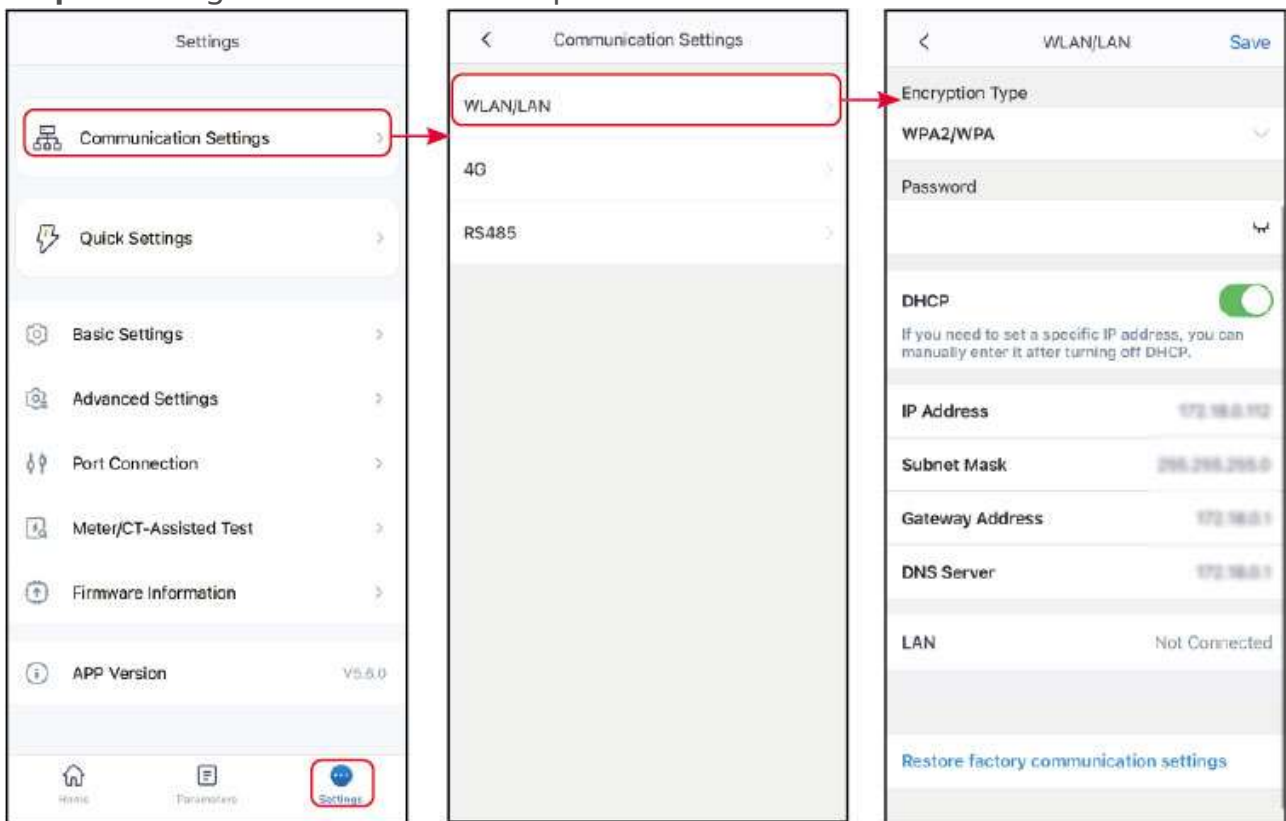 Settings
Communication Settings
Quick Settings
Basic Settings
Advanced Settings
Port Connection
Meter/CT-Assisted Test
Firmware Information
APP Version
Home
Parameters
Settings
Communication Settings
WLAN/LAN
4G
RS485
WLAN/LAN
Save
Encryption Type
WPA2/WPA
Password
DHCP
If you need to set a specific IP address, you can
manually enter it after turning off DHCP.
IP Address
Subnet Mask
Gateway Address
DNS Server
LAN
Not Connected
Restore factory communication settings